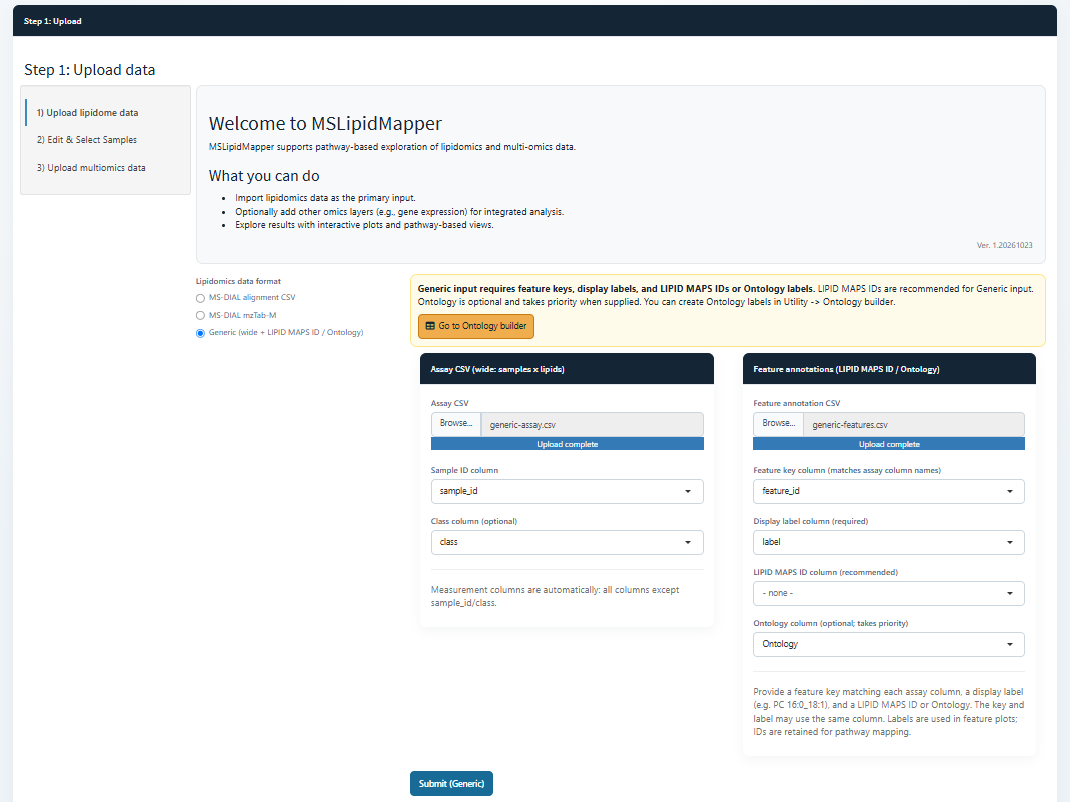 Step 1: Upload
Step 1: Upload data
1) Upload lipidome data
2) Edit & Select Samples
3) Upload multiomics data
Welcome to MSLipidMapper
MSLipidMapper supports pathway-based exploration of lipidomics and multi-omics data.
What you can do
• Import lipidomics data as the primary input.
• Optionally add other omics layers (e.g., gene expression) for integrated analysis.
• Explore results with interactive plots and pathway-based views.
Ver. 1.20261023
Lipidomics data format
MS-DIAL alignment CSV
MS-DIAL mzTab-M
Generic (wide + LIPID MAPS ID / Ontology)
Generic input requires feature keys, display labels, and LIPID MAPS IDs or Ontology labels. LIPID MAPS IDs are recommended for Generic input.
Ontology is optional and takes priority when supplied. You can create Ontology labels in Utility -> Ontology builder.
Go to Ontology builder
Assay CSV (wide: samples x lipids)
Assay CSV
Browse... generic-assay.csv
Upload complete
Sample ID column
sample_id
Class column (optional)
class
Measurement columns are automatically: all columns except
sample_id/class.
Feature annotations (LIPID MAPS ID / Ontology)
Feature annotation CSV
Browse... generic-features.csv
Upload complete
Feature key column (matches assay column names)
feature_id
Display label column (required)
label
LIPID MAPS ID column (recommended)
- none -
Ontology column (optional; takes priority)
Ontology
Provide a feature key matching each assay column, a display label
(e.g. PC 16:0_18:1), and a LIPID MAPS ID or Ontology. The key and
label may use the same column. Labels are used in feature plots;
IDs are retained for pathway mapping.
Submit (Generic)